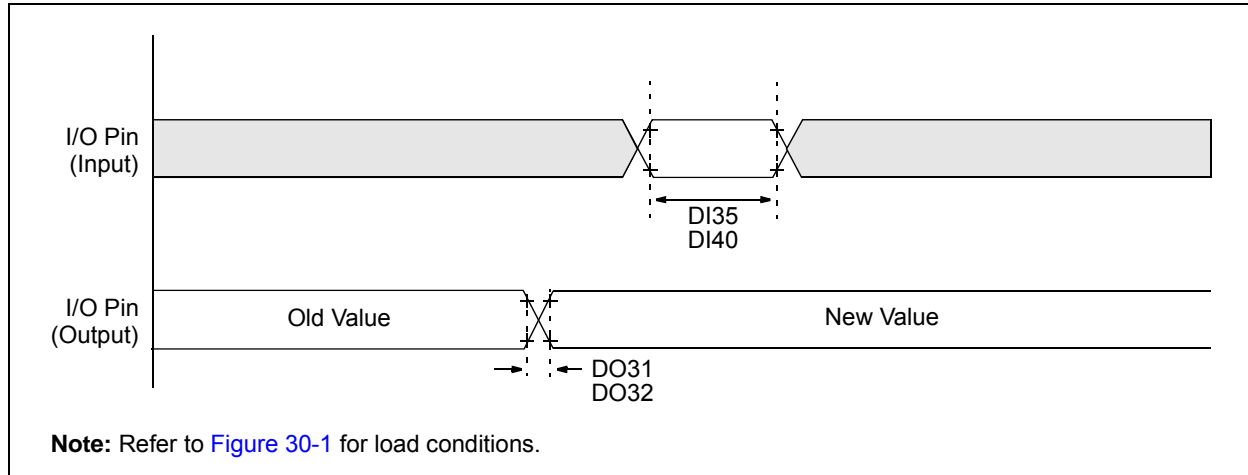 I/O Pin
(Input)
DI35
DI40
I/O Pin
(Output)
Old Value
New Value
DO31
DO32
Note: Refer to Figure 30-1 for load conditions.